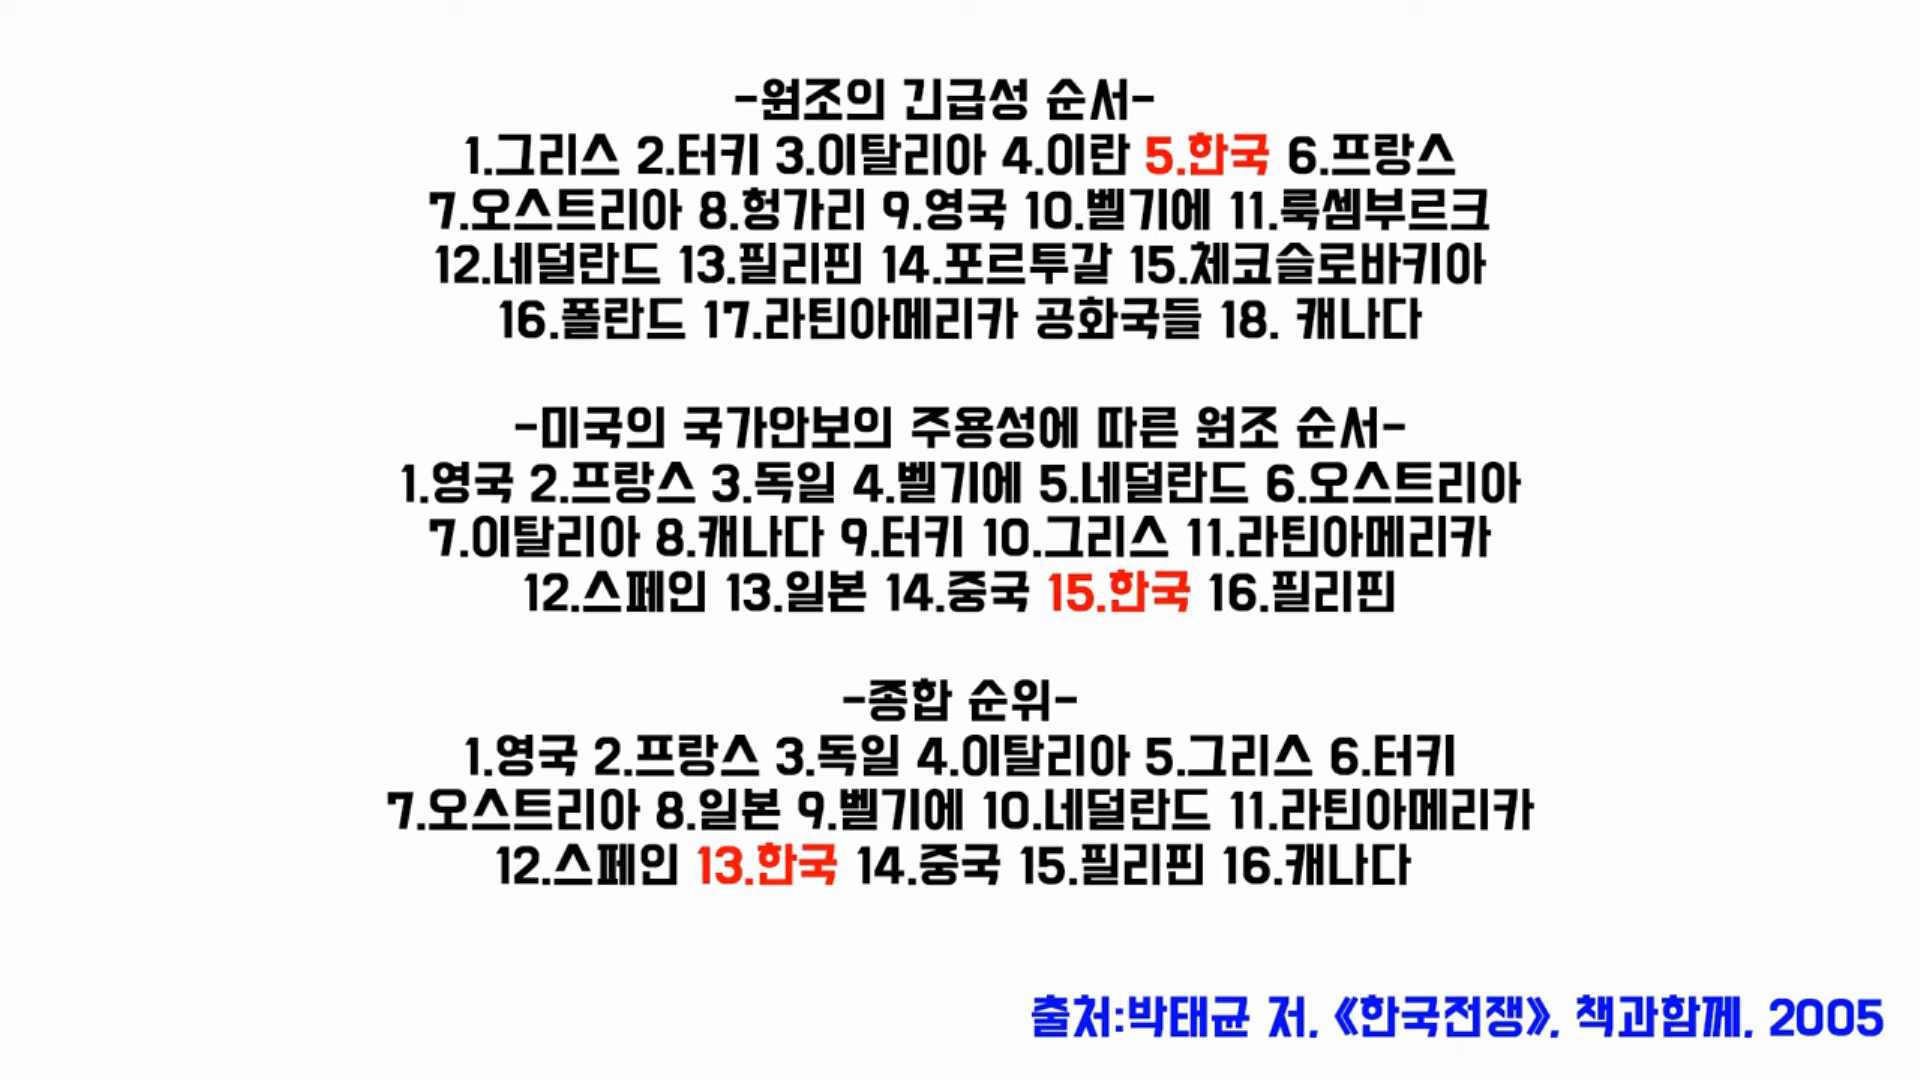 -원조의 긴급성 순서-
1.그리스 2.터키 3.이탈리아 4.이란 5.한국 6.프랑스
7.오스트리아 8.헝가리 9.영국 10.벨기에 11.룩셈부르크
12.네덜란드 13.필리핀 14.포르투갈 15.체코슬로바키아
16.폴란드 17.라틴아메리카 공화국들 18. 캐나다
-미국의 국가안보의 주용성에 따른 원조 순서-
1.영국 2.프랑스 3.독일 4.벨기에 5.네덜란드 6.오스트리아
7.이탈리아 8.캐나다 9.터키 10.그리스 11.라틴아메리카
12.스페인 13.일본 14.중국 15.한국 16.필리핀
-종합 순위-
1.영국 2.프랑스 3.독일 4.이탈리아 5.그리스 6.터키
7.오스트리아 8.일본 9.벨기에 10.네덜란드 11.라틴아메리카
12.스페인 13.한국 14.중국 15.필리핀 16.캐나다
출처:박태균 저, 《한국전쟁》, 책과함께, 2005